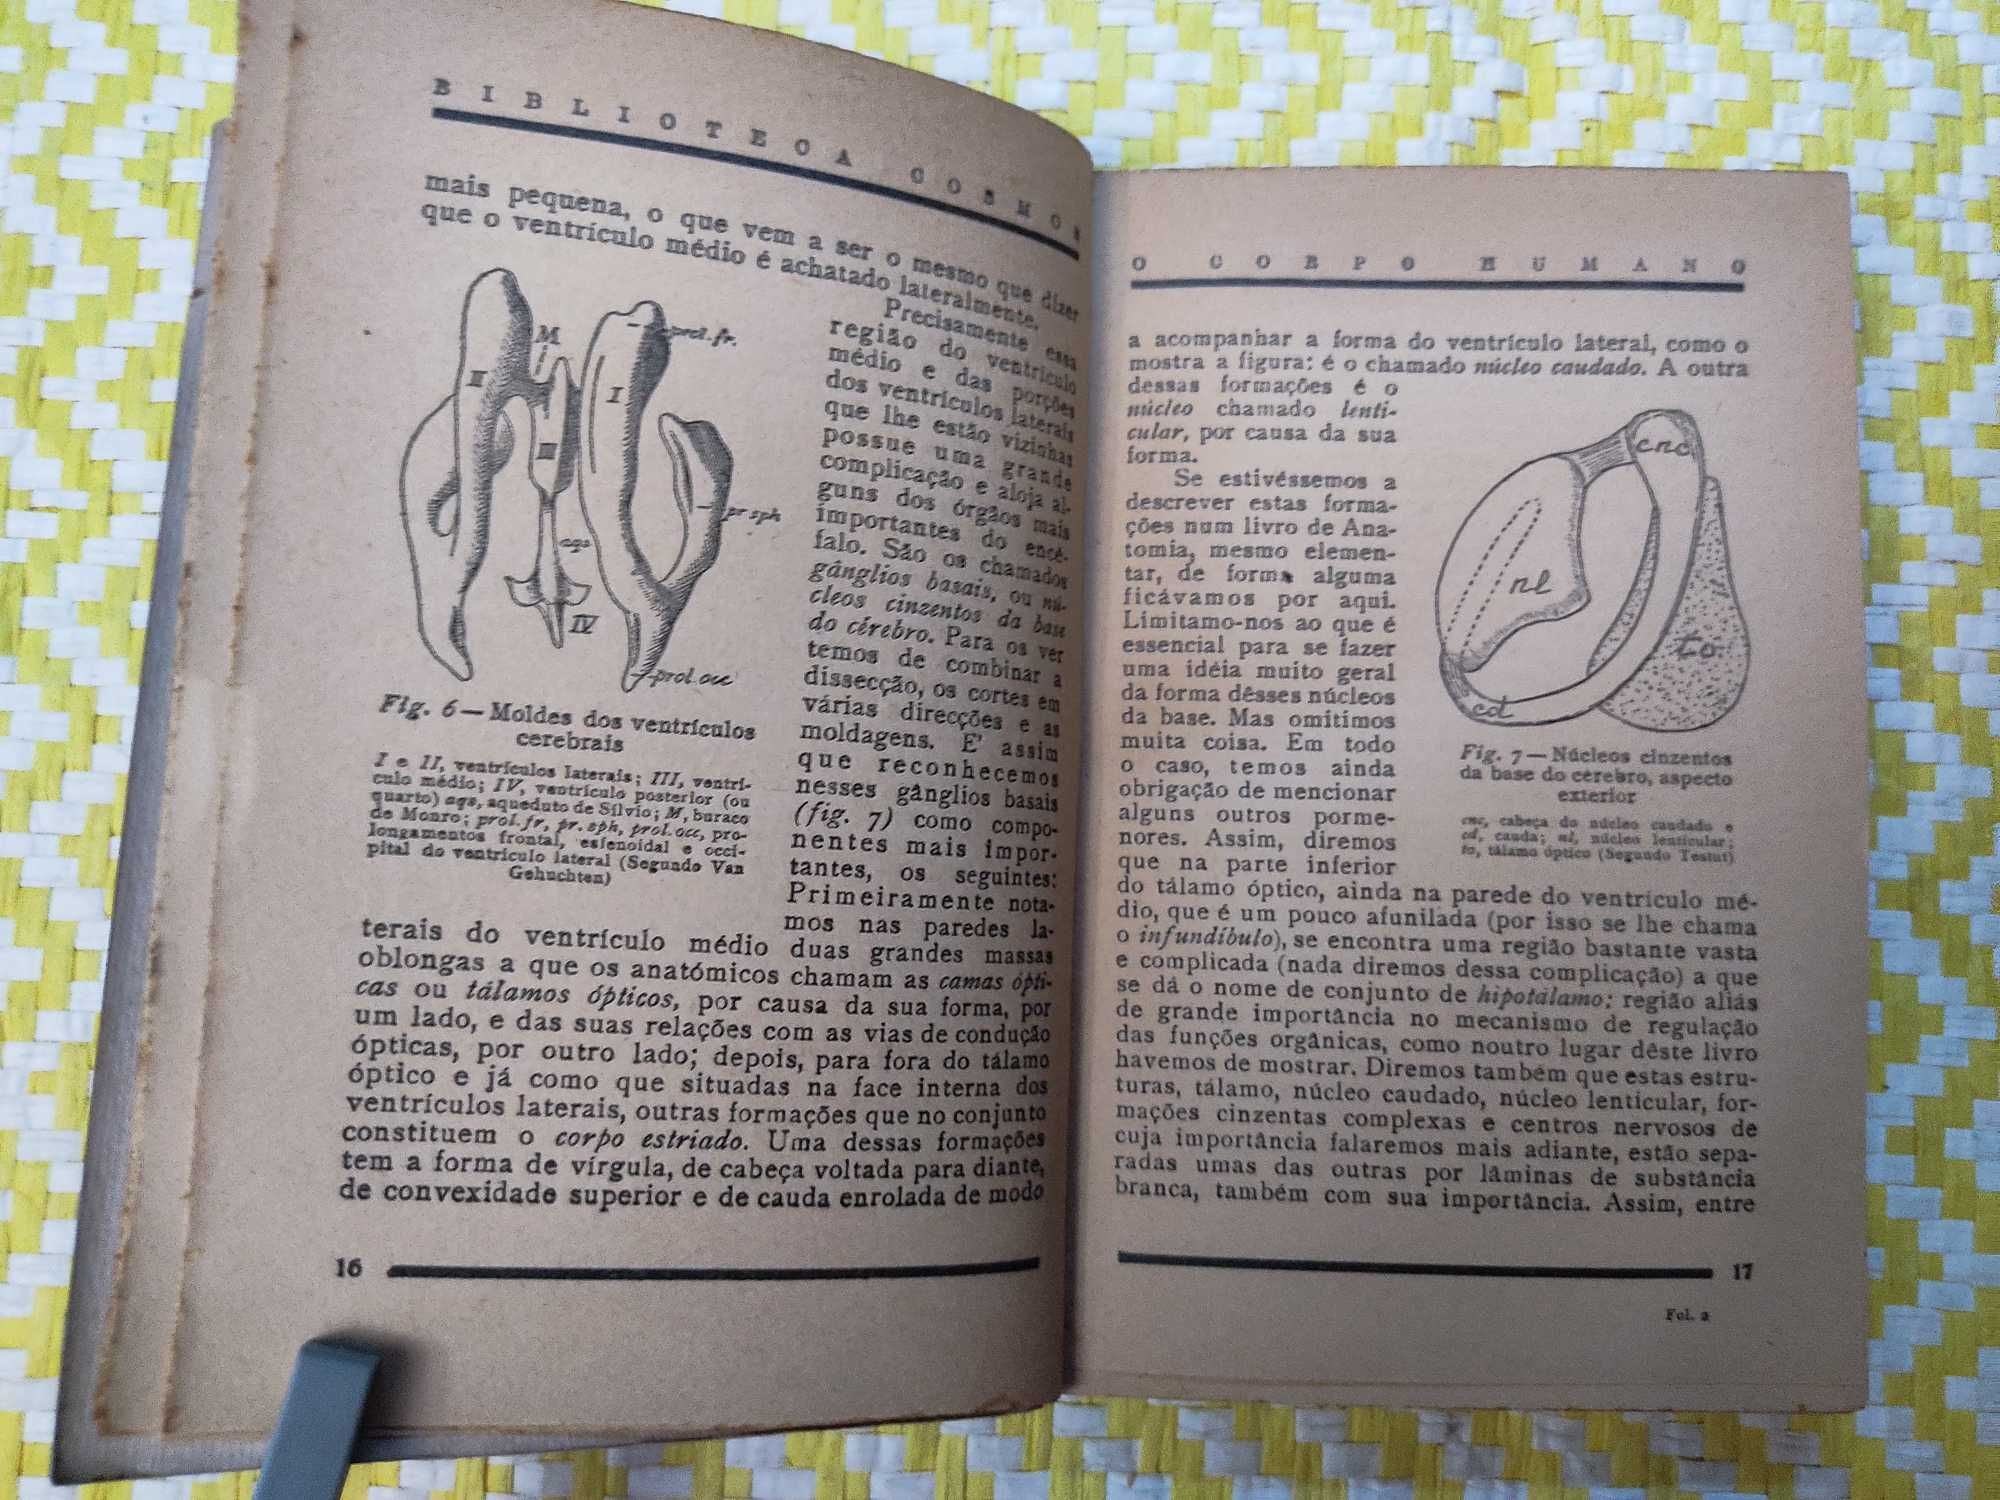 BIBLIOTECA COSMOS
mais pequena, o que vem a ser o mesmo que dizer
que o ventrículo médio é achatado lateralmente.
Precisamente essa
região do ventrículo
médio e das porções
dos ventrículos laterais
que lhe estão vizinhas
possue uma grande
complicação e aloja al-
guns dos órgãos mais
importantes do encé-
falo. São os chamados
gânglios basais, ou nú-
cleos cinzentos da base
do cérebro. Para os ver
temos de combinar a
dissecção, os cortes em
várias direcções e as
moldagens. E' assim
que reconhecemos
nesses gânglios basais
(fig. 7) como compo-
nentes mais impor-
tantes, os seguintes:
Primeiramente nota-
mos nas paredes la-
M
prol. fr.
II
I
III
pr sph
aqs
IV
prol. occ
Fig. 6—Moldes dos ventrículos
cerebrais
I e II, ventrículos laterais; III, ventrí-
culo médio; IV, ventrículo posterior (ou
quarto) aqs, aqueduto de Sílvio; M, buraco
de Monro; prol. fr, pr. sph, prol. occ, pro-
longamentos frontal, esfenoidal e occi-
pital do ventrículo lateral (Segundo Van
Gehuchten)
terais do ventrículo médio duas grandes massas
oblongas a que os anatómicos chamam as camas ópti-
cas ou tálamos ópticos, por causa da sua forma, por
um lado, e das suas relações com as vias de condução
ópticas, por outro lado; depois, para fora do tálamo
óptico e já como que situadas na face interna dos
ventrículos laterais, outras formações que no conjunto
constituem o corpo estriado. Uma dessas formações
tem a forma de vírgula, de cabeça voltada para diante,
de convexidade superior e de cauda enrolada de modo
16
O CORPO HUMANO
a acompanhar a forma do ventrículo lateral, como o
mostra a figura: é o chamado núcleo caudado. A outra
dessas formações é o
núcleo chamado lenti-
cular, por causa da sua
forma.
Se estivéssemos a
descrever estas forma-
ções num livro de Ana-
tomia, mesmo elemen-
tar, de forma alguma
ficávamos por aqui.
Limitamo-nos ao que é
essencial para se fazer
uma idéia muito geral
da forma dêsses núcleos
da base. Mas omitimos
muita coisa. Em todo
o caso, temos ainda
obrigação de mencionar
alguns outros porme-
nores. Assim, diremos
que na parte inferior
cnc
nl
to
cd
Fig. 7—Núcleos cinzentos
da base do cérebro, aspecto
exterior
cnc, cabeça do núcleo caudado e
cd, cauda; nl, núcleo lenticular;
to, tálamo óptico (Segundo Testut)
do tálamo óptico, ainda na parede do ventrículo mé-
dio, que é um pouco afunilada (por isso se lhe chama
o infundíbulo), se encontra uma região bastante vasta
e complicada (nada diremos dessa complicação) a que
se dá o nome de conjunto de hipotálamo: região aliás
de grande importância no mecanismo de regulação
das funções orgânicas, como noutro lugar dêste livro
havemos de mostrar. Diremos também que estas estru-
turas, tálamo, núcleo caudado, núcleo lenticular, for-
mações cinzentas complexas e centros nervosos de
cuja importância falaremos mais adiante, estão sepa-
radas umas das outras por lâminas de substância
branca, também com sua importância. Assim, entre
17
Fol. 2